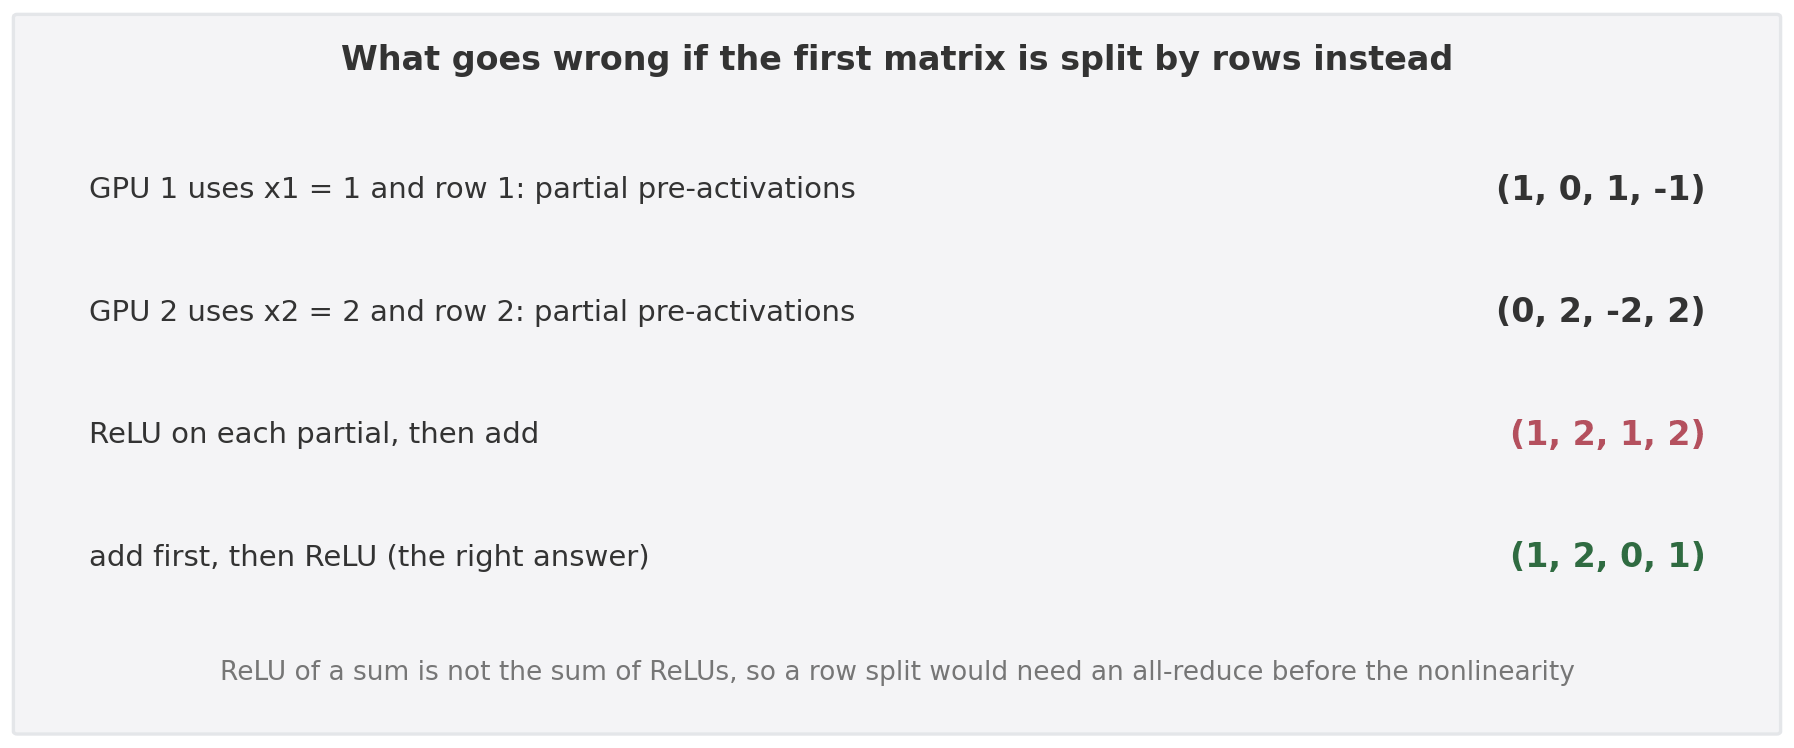 What goes wrong if the first matrix is split by rows instead
GPU 1 uses x1 = 1 and row 1: partial pre-activations (1, 0, 1, -1)
GPU 2 uses x2 = 2 and row 2: partial pre-activations (0, 2, -2, 2)
ReLU on each partial, then add (1, 2, 1, 2)
add first, then ReLU (the right answer) (1, 2, 0, 1)
ReLU of a sum is not the sum of ReLUs, so a row split would need an all-reduce before the nonlinearity